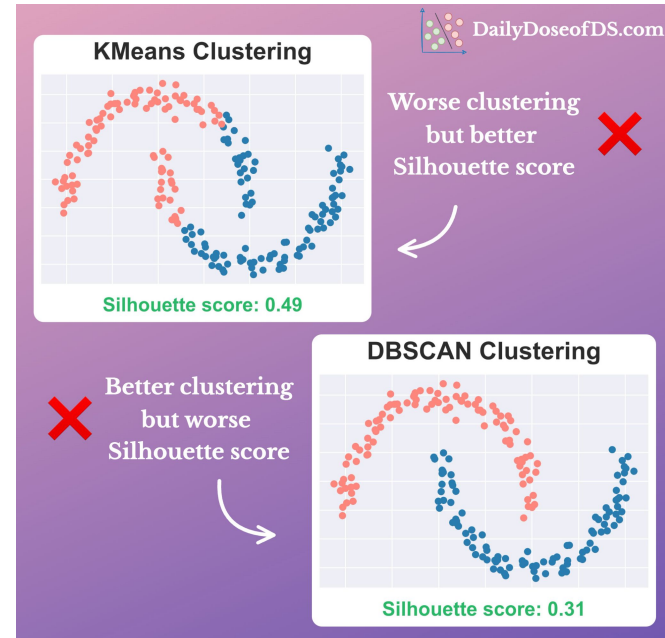 DailyDoseofDS.com
KMeans Clustering
Worse clustering
but better
Silhouette score
Silhouette score: 0.49
DBSCAN Clustering
Better clustering
but worse
Silhouette score
Silhouette score: 0.31